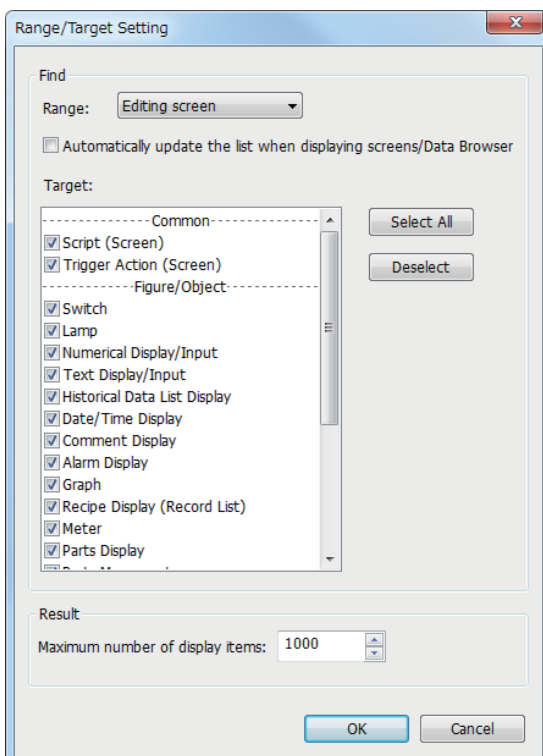 Range/Target Setting
Find
Range: Editing screen
Automatically update the list when displaying screens/Data Browser
Target:
Common
Select All
Script (Screen)
Trigger Action (Screen)
Deselect
Figure/Object
Switch
Lamp
Numerical Display/Input
Text Display/Input
Historical Data List Display
Date/Time Display
Comment Display
Alarm Display
Graph
Recipe Display (Record List)
Meter
Parts Display
Result
Maximum number of display items: 1000
OK Cancel